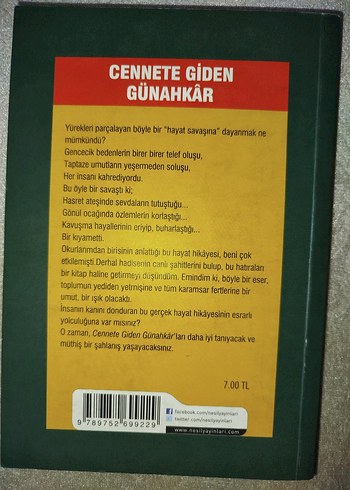 CENNETE GİDEN
GÜNAHKÂR
Yürekleri parçalayan böyle bir "hayat savaşına" dayanmak ne
mümkündü?
Gencecik bedenlerin birer birer telef oluşu,
Taptaze umutların yeşermeden soluşu,
Her insanı kahrediyordu.
Bu öyle bir savaştı ki;
Hasret ateşinde sevdaların tutuştuğu...
Gönül ocağında özlemlerin korlaştığı...
Kavuşma hayallerinin eriyip, buharlaştığı...
Bir kıyametti.
Okurlarımdan birisinin anlattığı bu hayat hikâyesi, beni çok
etkilemişti.Derhal hadisenin canlı şahitlerini bulup, bu hatıraları
bir kitap haline getirmeyi düşündüm. Emindim ki, böyle bir eser,
toplumun yediden yetmişine ve tüm karamsar fertlerine bir
umut, bir ışık olacaktı.
İnsanın kanını donduran bu gerçek hayat hikâyesinin esrarlı
yolculuğuna var mısınız?
O zaman, Cennete Giden Günahkâr'ları daha iyi tanıyacak ve
müthiş bir şahlanış yaşayacaksınız.
7.00 TL
facebook.com/nesilyayinlari
twitter.com/nesilyayinlari
www.nesilyayinlari.com
9 789752 699229